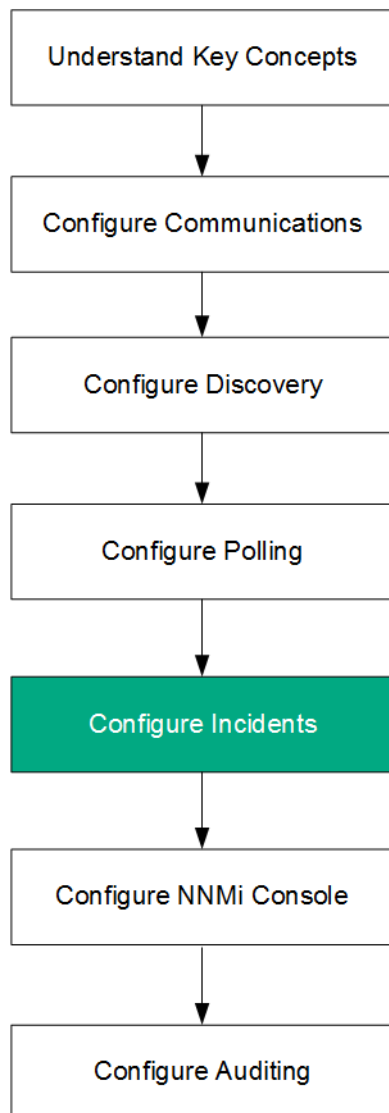 Understand Key Concepts
Configure Communications
Configure Discovery
Configure Polling
Configure Incidents
Configure NNMi Console
Configure Auditing